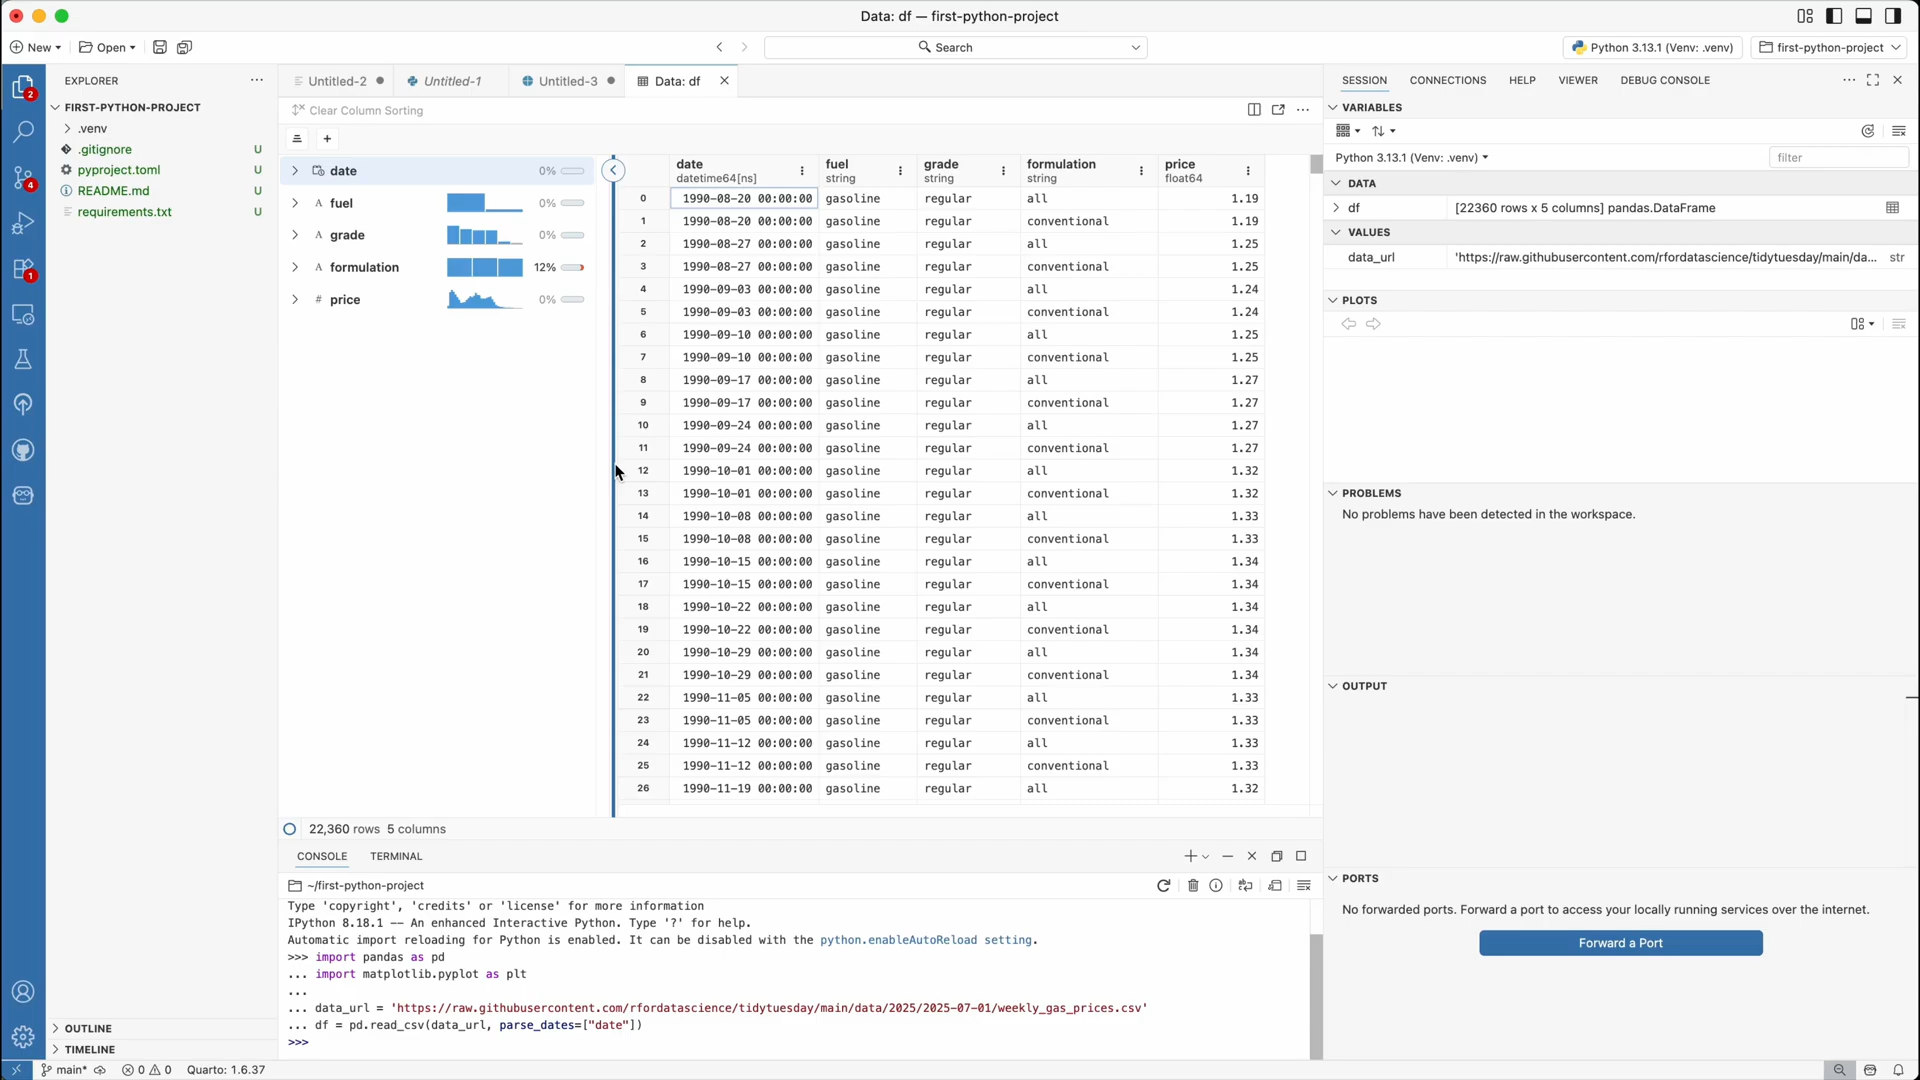 Data: df — first-python-project
New Open Search Python 3.13.1 (Venv: .venv) first-python-project
EXPLORER
FIRST-PYTHON-PROJECT
.venv
.gitignore U
pyproject.toml U
README.md U
requirements.txt U
OUTLINE
TIMELINE
2
4
1
Untitled-2 Untitled-1 Untitled-3 Data: df
Clear Column Sorting
date 0%
fuel 0%
grade 0%
formulation 12%
price 0%
date fuel grade formulation price
datetime64[ns] string string string float64
0 1990-08-20 00:00:00 gasoline regular all 1.19
1 1990-08-20 00:00:00 gasoline regular conventional 1.19
2 1990-08-27 00:00:00 gasoline regular all 1.25
3 1990-08-27 00:00:00 gasoline regular conventional 1.25
4 1990-09-03 00:00:00 gasoline regular all 1.24
5 1990-09-03 00:00:00 gasoline regular conventional 1.24
6 1990-09-10 00:00:00 gasoline regular all 1.25
7 1990-09-10 00:00:00 gasoline regular conventional 1.25
8 1990-09-17 00:00:00 gasoline regular all 1.27
9 1990-09-17 00:00:00 gasoline regular conventional 1.27
10 1990-09-24 00:00:00 gasoline regular all 1.27
11 1990-09-24 00:00:00 gasoline regular conventional 1.27
12 1990-10-01 00:00:00 gasoline regular all 1.32
13 1990-10-01 00:00:00 gasoline regular conventional 1.32
14 1990-10-08 00:00:00 gasoline regular all 1.33
15 1990-10-08 00:00:00 gasoline regular conventional 1.33
16 1990-10-15 00:00:00 gasoline regular all 1.34
17 1990-10-15 00:00:00 gasoline regular conventional 1.34
18 1990-10-22 00:00:00 gasoline regular all 1.34
19 1990-10-22 00:00:00 gasoline regular conventional 1.34
20 1990-10-29 00:00:00 gasoline regular all 1.34
21 1990-10-29 00:00:00 gasoline regular conventional 1.34
22 1990-11-05 00:00:00 gasoline regular all 1.33
23 1990-11-05 00:00:00 gasoline regular conventional 1.33
24 1990-11-12 00:00:00 gasoline regular all 1.33
25 1990-11-12 00:00:00 gasoline regular conventional 1.33
26 1990-11-19 00:00:00 gasoline regular all 1.32
22,360 rows 5 columns
CONSOLE TERMINAL
~/first-python-project
Type 'copyright', 'credits' or 'license' for more information
IPython 8.18.1 -- An enhanced Interactive Python. Type '?' for help.
Automatic import reloading for Python is enabled. It can be disabled with the python.enableAutoReload setting.
>>> import pandas as pd
... import matplotlib.pyplot as plt
...
... data_url = 'https://raw.githubusercontent.com/rfordatascience/tidytuesday/main/data/2025/2025-07-01/weekly_gas_prices.csv'
... df = pd.read_csv(data_url, parse_dates=["date"])
>>>
SESSION CONNECTIONS HELP VIEWER DEBUG CONSOLE
VARIABLES
Python 3.13.1 (Venv: .venv) filter
DATA
df [22360 rows x 5 columns] pandas.DataFrame
VALUES
data_url 'https://raw.githubusercontent.com/rfordatascience/tidytuesday/main/da... str
PLOTS
PROBLEMS
No problems have been detected in the workspace.
OUTPUT
PORTS
No forwarded ports. Forward a port to access your locally running services over the internet.
Forward a Port
main* 0 0 Quarto: 1.6.37